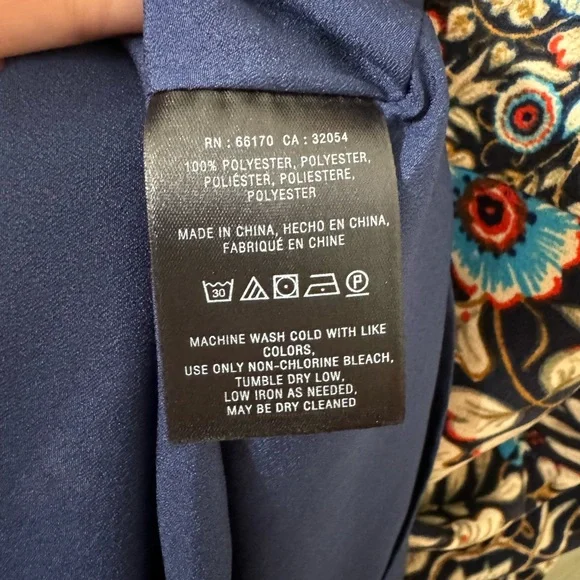 RN : 66170 CA : 32054
100% POLYESTER, POLYESTER,
POLIÉSTER, POLIESTERE,
POLYESTER
MADE IN CHINA, HECHO EN CHINA,
FABRIQUÉ EN CHINE
30 P
MACHINE WASH COLD WITH LIKE
COLORS,
USE ONLY NON-CHLORINE BLEACH,
TUMBLE DRY LOW,
LOW IRON AS NEEDED,
MAY BE DRY CLEANED